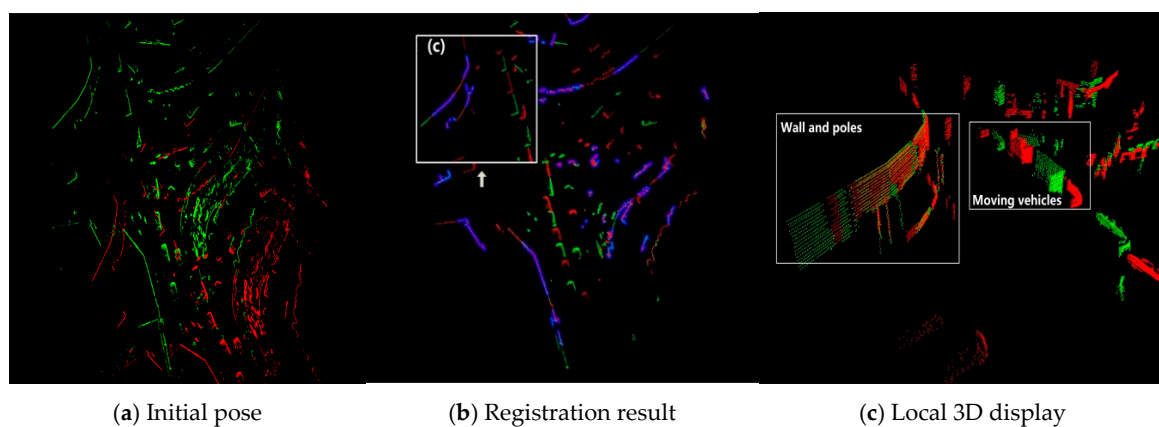 (c)
Wall and poles
Moving vehicles
(a) Initial pose
(b) Registration result
(c) Local 3D display